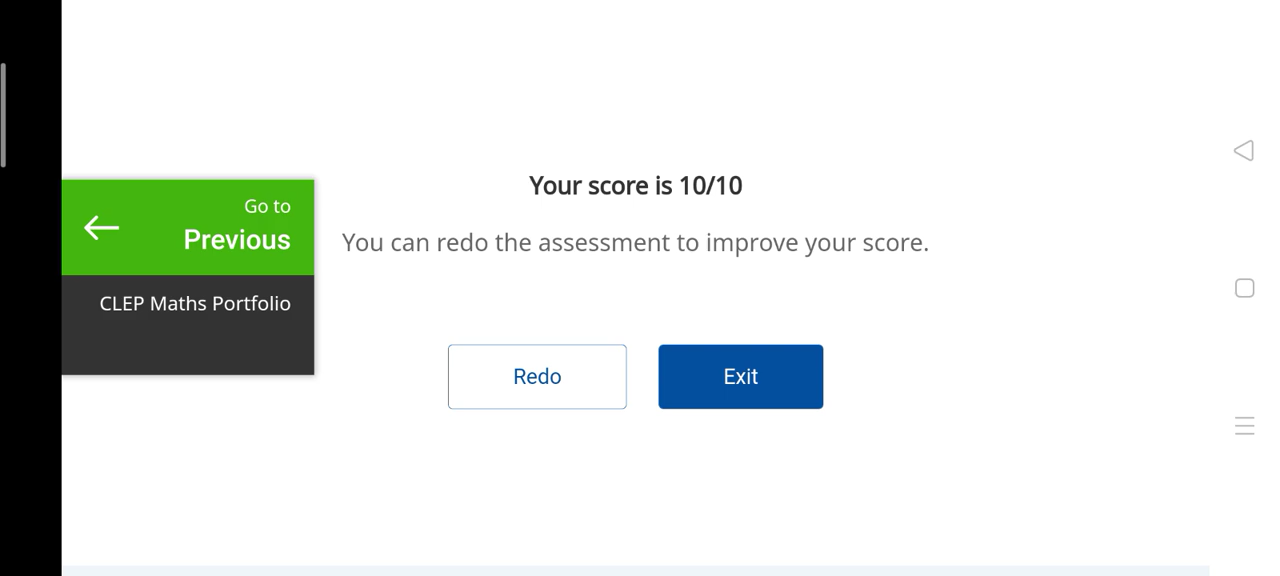 Your score is 10/10
Go to
Previous
You can redo the assessment to improve your score.
CLEP Maths Portfolio
Redo
Exit